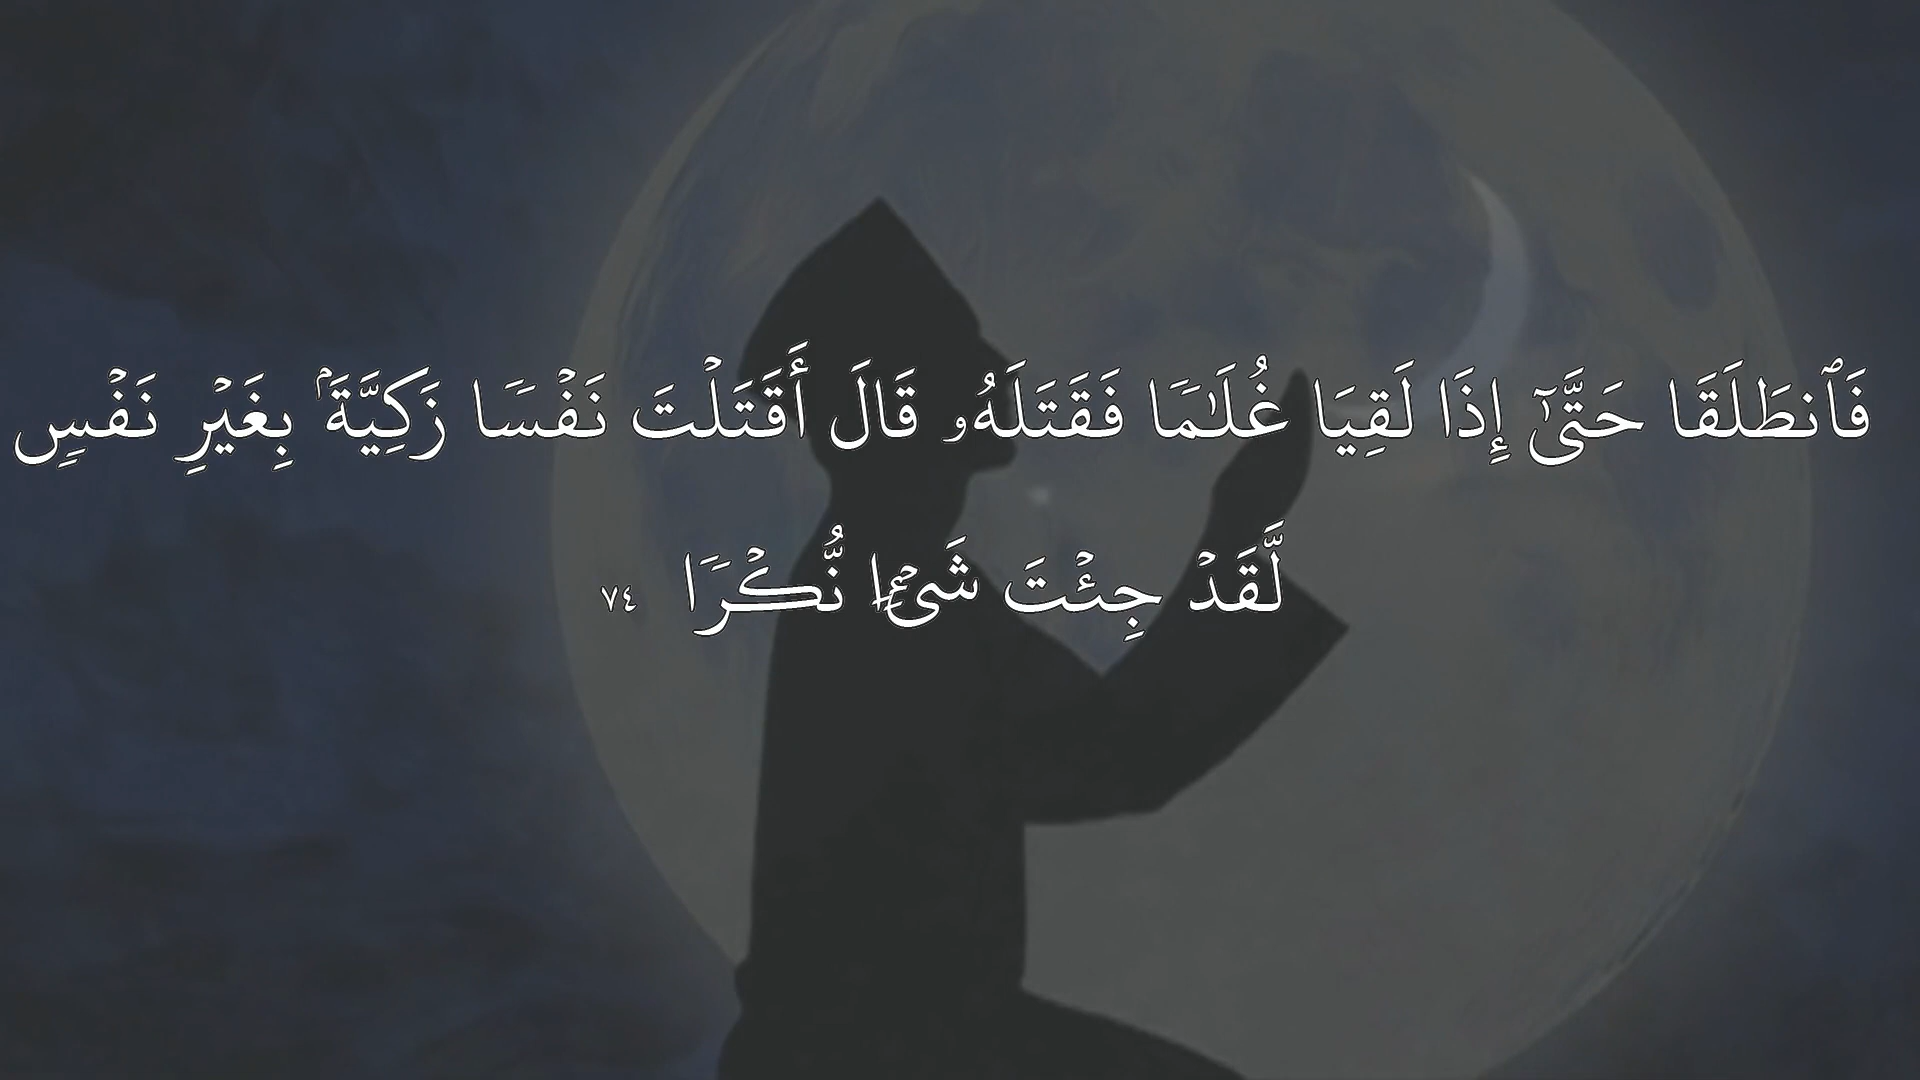 فَٱنطَلَقَا حَتَّىٰٓ إِذَا لَقِيَا غُلَٰمٗا فَقَتَلَهُۥ قَالَ أَقَتَلۡتَ نَفۡسٗا زَكِيَّةَۢ بِغَيۡرِ نَفۡسٖ
لَّقَدۡ جِئۡتَ شَيۡـٔٗا نُّكۡرٗا ٧٤